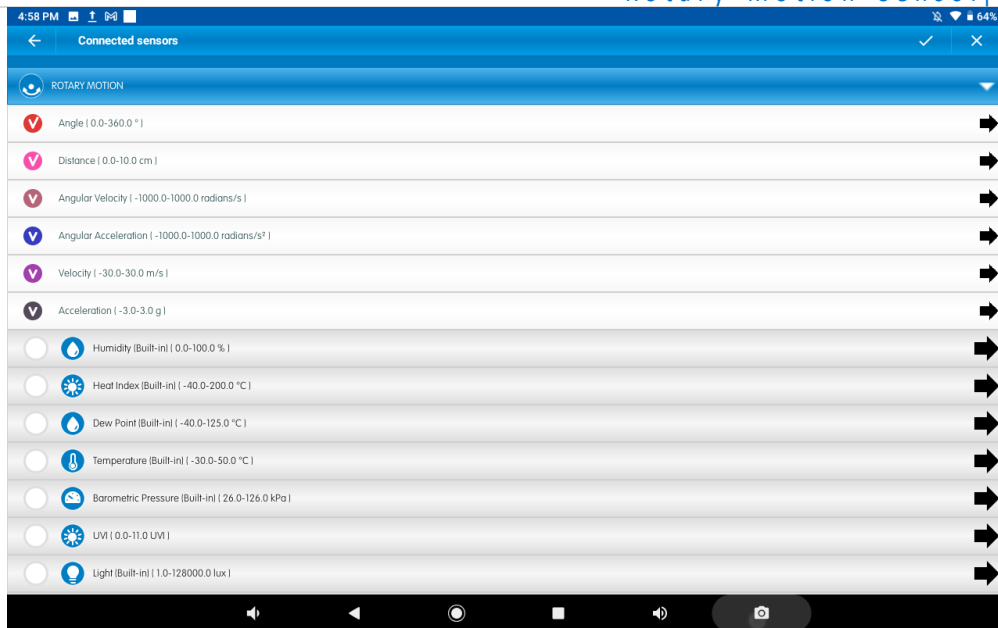 Rotary Motion Sensor
4:58 PM 64%
Connected sensors
ROTARY MOTION
Angle ( 0.0-360.0 ° )
Distance ( 0.0-10.0 cm )
Angular Velocity ( -1000.0-1000.0 radians/s )
Angular Acceleration ( -1000.0-1000.0 radians/s² )
Velocity ( -30.0-30.0 m/s )
Acceleration ( -3.0-3.0 g )
Humidity (Built-in) ( 0.0-100.0 % )
Heat Index (Built-in) ( -40.0-200.0 °C )
Dew Point (Built-in) ( -40.0-125.0 °C )
Temperature (Built-in) ( -30.0-50.0 °C )
Barometric Pressure (Built-in) ( 26.0-126.0 kPa )
UVI ( 0.0-11.0 UVI )
Light (Built-in) ( 1.0-128000.0 lux )